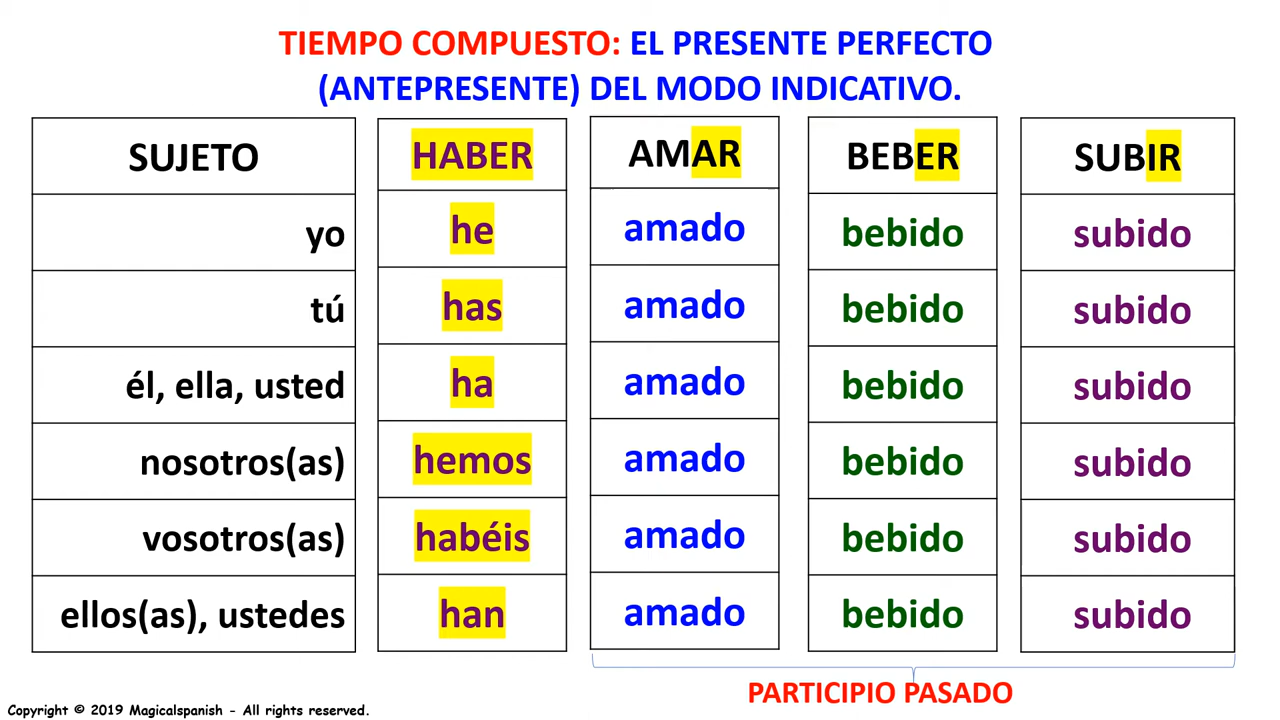 TIEMPO COMPUESTO: EL PRESENTE PERFECTO
(ANTEPRESENTE) DEL MODO INDICATIVO.
SUJETO HABER AMAR BEBER SUBIR
yo he amado bebido subido
tú has amado bebido subido
él, ella, usted ha amado bebido subido
nosotros(as) hemos amado bebido subido
vosotros(as) habéis amado bebido subido
ellos(as), ustedes han amado bebido subido
PARTICIPIO PASADO
Copyright © 2019 Magicalspanish - All rights reserved.